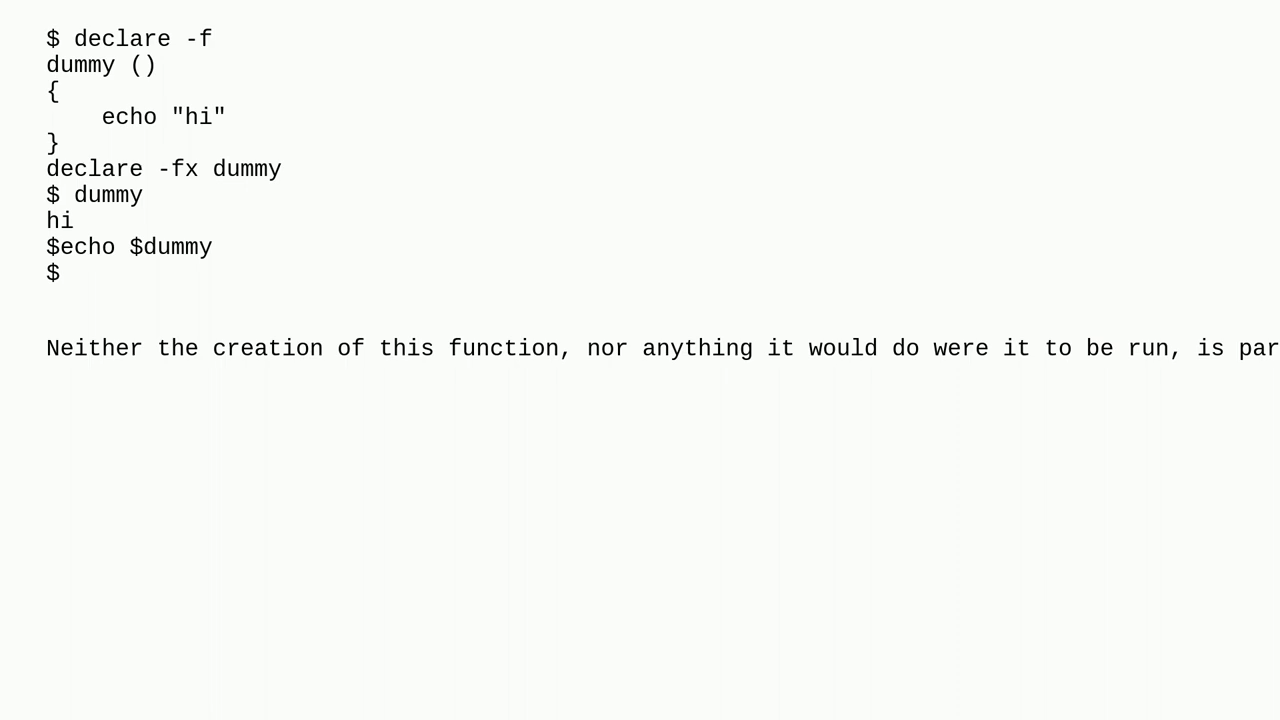 $ declare -f
dummy ()
{
    echo "hi"
}
declare -fx dummy
$ dummy
hi
$echo $dummy
$
Neither the creation of this function, nor anything it would do were it to be run, is par